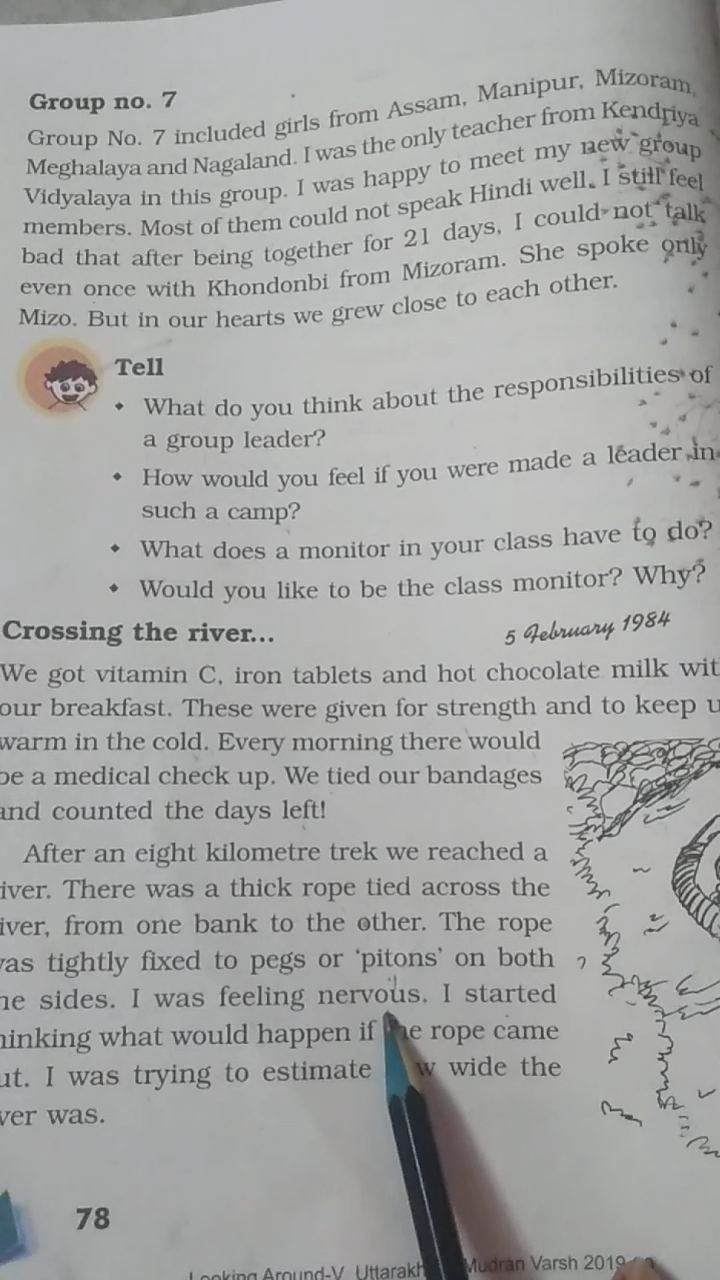 Group no. 7
Group No. 7 included girls from Assam, Manipur, Mizoram,
Meghalaya and Nagaland. I was the only teacher from Kendriya
Vidyalaya in this group. I was happy to meet my new group
members. Most of them could not speak Hindi well. I still feel
bad that after being together for 21 days, I could not talk
even once with Khondonbi from Mizoram. She spoke only
Mizo. But in our hearts we grew close to each other.
Tell
• What do you think about the responsibilities of
a group leader?
• How would you feel if you were made a leader in
such a camp?
• What does a monitor in your class have to do?
• Would you like to be the class monitor? Why?
Crossing the river... 5 February 1984
We got vitamin C, iron tablets and hot chocolate milk wit
our breakfast. These were given for strength and to keep u
warm in the cold. Every morning there would
be a medical check up. We tied our bandages
and counted the days left!
After an eight kilometre trek we reached a
iver. There was a thick rope tied across the
iver, from one bank to the other. The rope
as tightly fixed to pegs or ‘pitons’ on both
he sides. I was feeling nervous. I started
hinking what would happen if he rope came
ut. I was trying to estimate w wide the
ver was.
78
Looking Around-V Uttarakh Mudran Varsh 2019